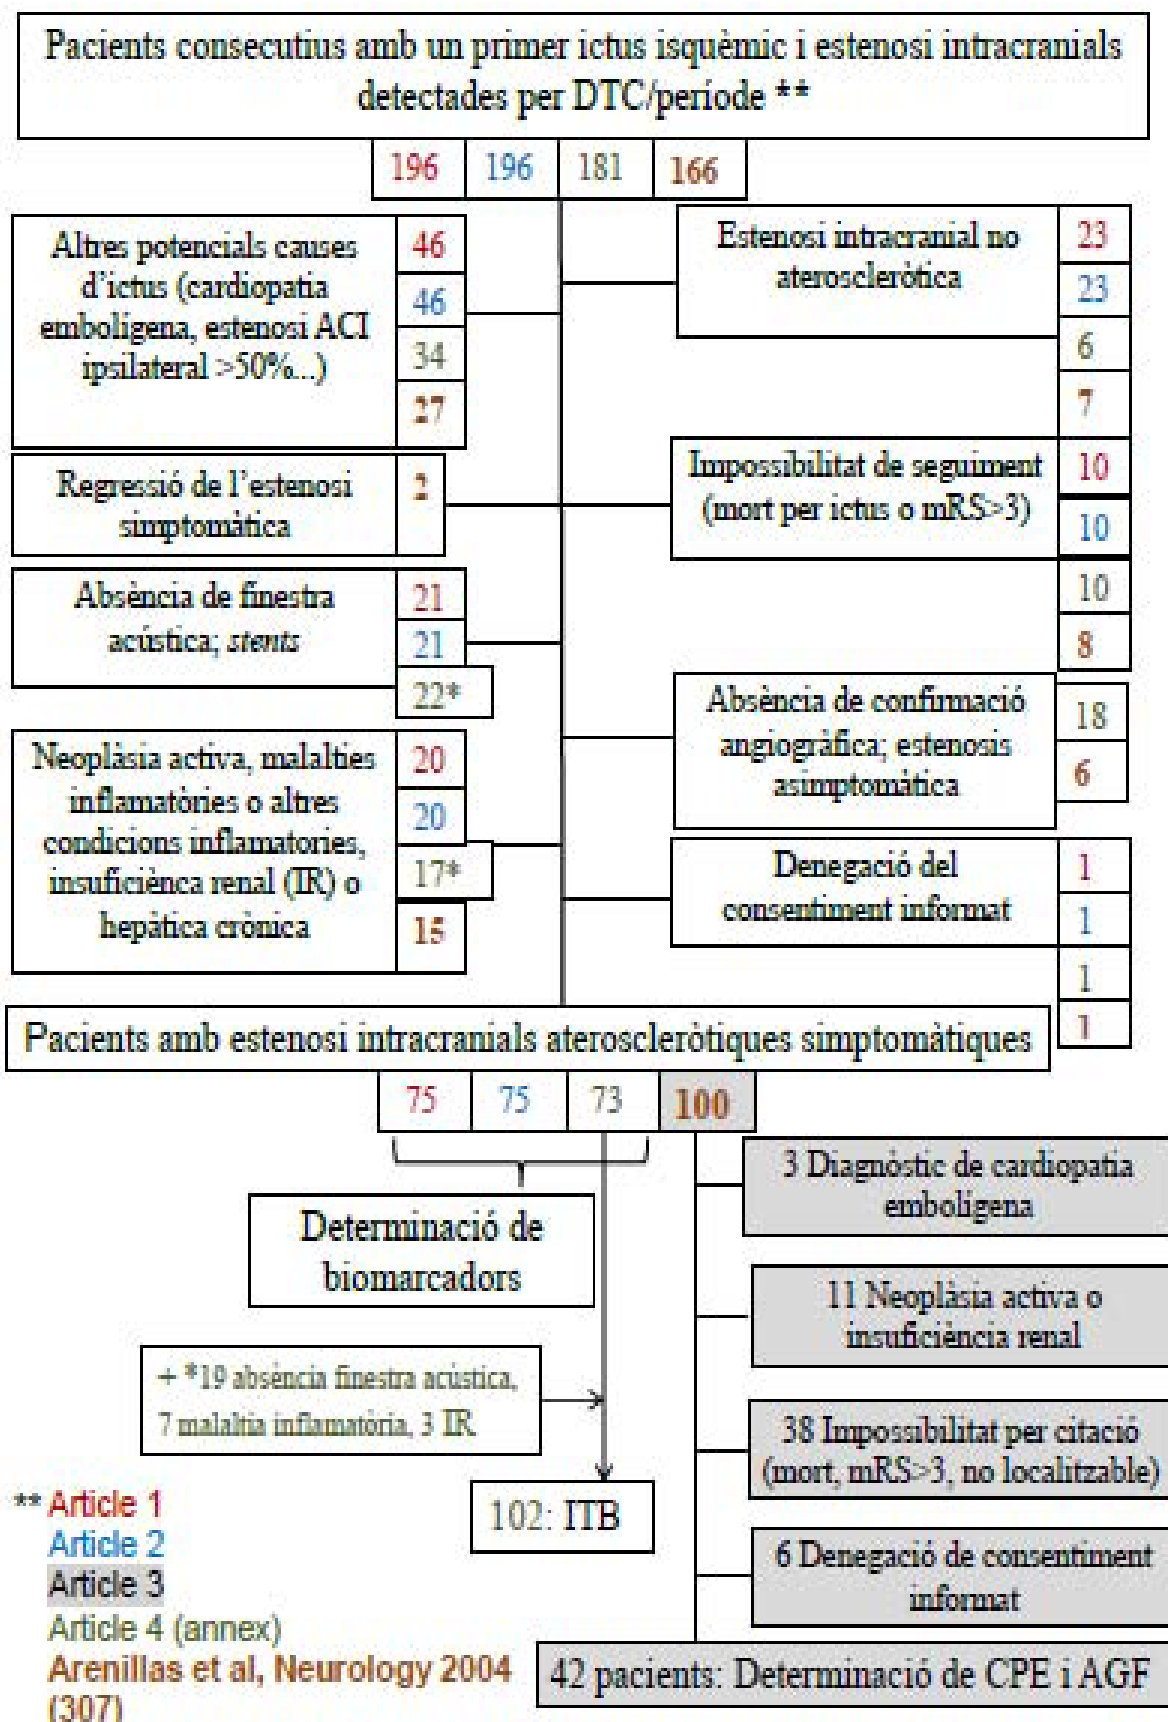 Pacients consecutius amb un primer ictus isquèmic i estenosi intracranials
detectades per DTC/període **
196 196 181 166
Altres potencials causes
d'ictus (cardiopatia
embolígena, estenosi ACI
ipsilateral >50%...)
46
46
34
27
Estenosi intracranial no
ateroscleròtica
23
23
6
7
Regressió de l'estenosi
simptomàtica
2
Impossibilitat de seguiment
(mort per ictus o mRS>3)
10
10
10
8
Absència de finestra
acústica; stents
21
21
22*
Absència de confirmació
angiogràfica; estenosis
asimptomàtica
18
6
Neoplàsia activa, malalties
inflamatòries o altres
condicions inflamatories,
insuficiènca renal (IR) o
hepàtica crònica
20
20
17*
15
Denegació del
consentiment informat
1
1
1
1
Pacients amb estenosi intracranials ateroscleròtiques simptomàtiques
75 75 73 100
Determinació de
biomarcadors
+ *19 absència finestra acústica,
7 malaltia inflamatòria, 3 IR
102: ITB
3 Diagnòstic de cardiopatia
embolígena
11 Neoplàsia activa o
insuficiència renal
38 Impossibilitat per citació
(mort, mRS>3, no localitzable)
6 Denegació de consentiment
informat
42 pacients: Determinació de CPE i AGF
** Article 1
Article 2
Article 3
Article 4 (annex)
Arenillas et al, Neurology 2004
(307)